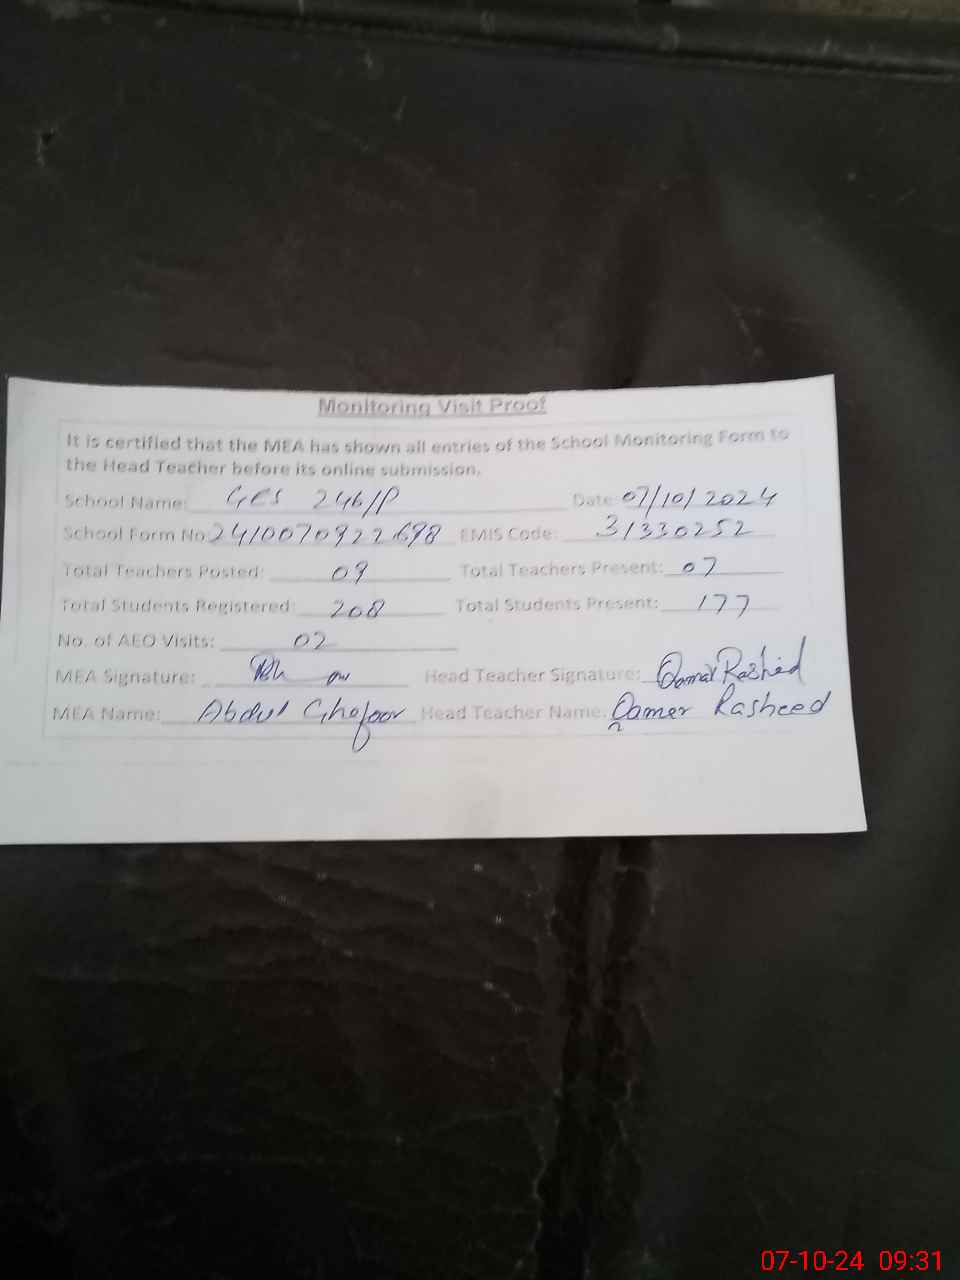 Monitoring Visit Proof
It is certified that the MEA has shown all entries of the School Monitoring Form to
the Head Teacher before its online submission.
School Name: GES 246/P Date: 07/10/2024
School Form No 2410070922698 EMIS Code: 31330252
Total Teachers Posted: 09 Total Teachers Present: 07
Total Students Registered: 208 Total Students Present: 177
No. of AEO Visits: 02
MEA Signature: Head Teacher Signature: Qamar Rashid
MEA Name: Abdul Ghafoor Head Teacher Name: Qamer Rasheed
07-10-24 09:31